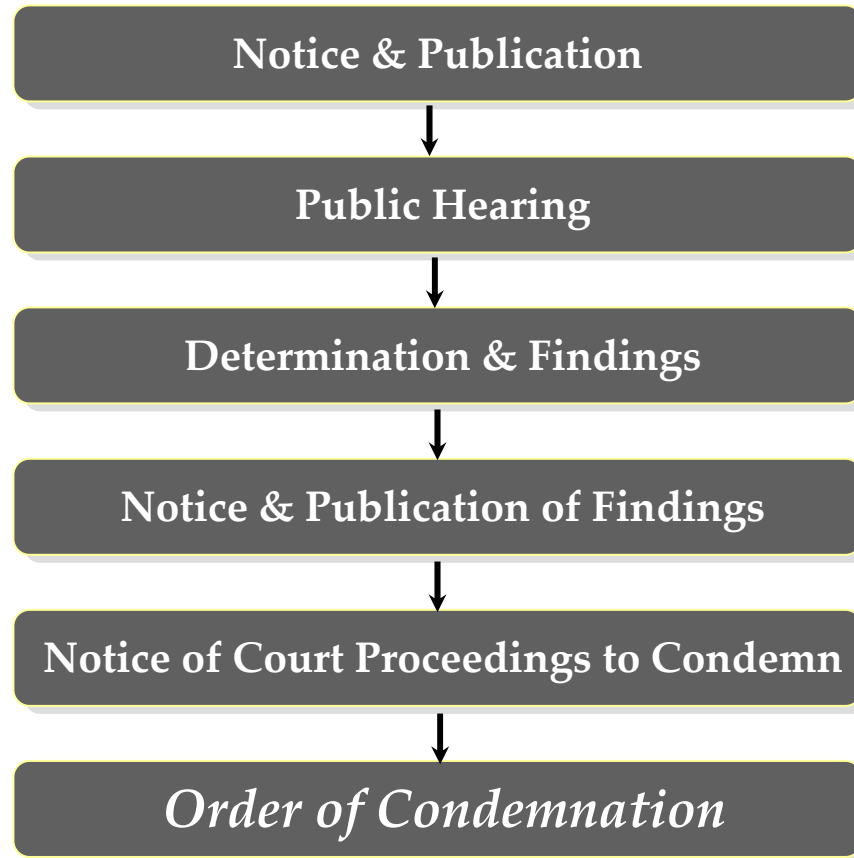 Notice & Publication
Public Hearing
Determination & Findings
Notice & Publication of Findings
Notice of Court Proceedings to Condemn
Order of Condemnation